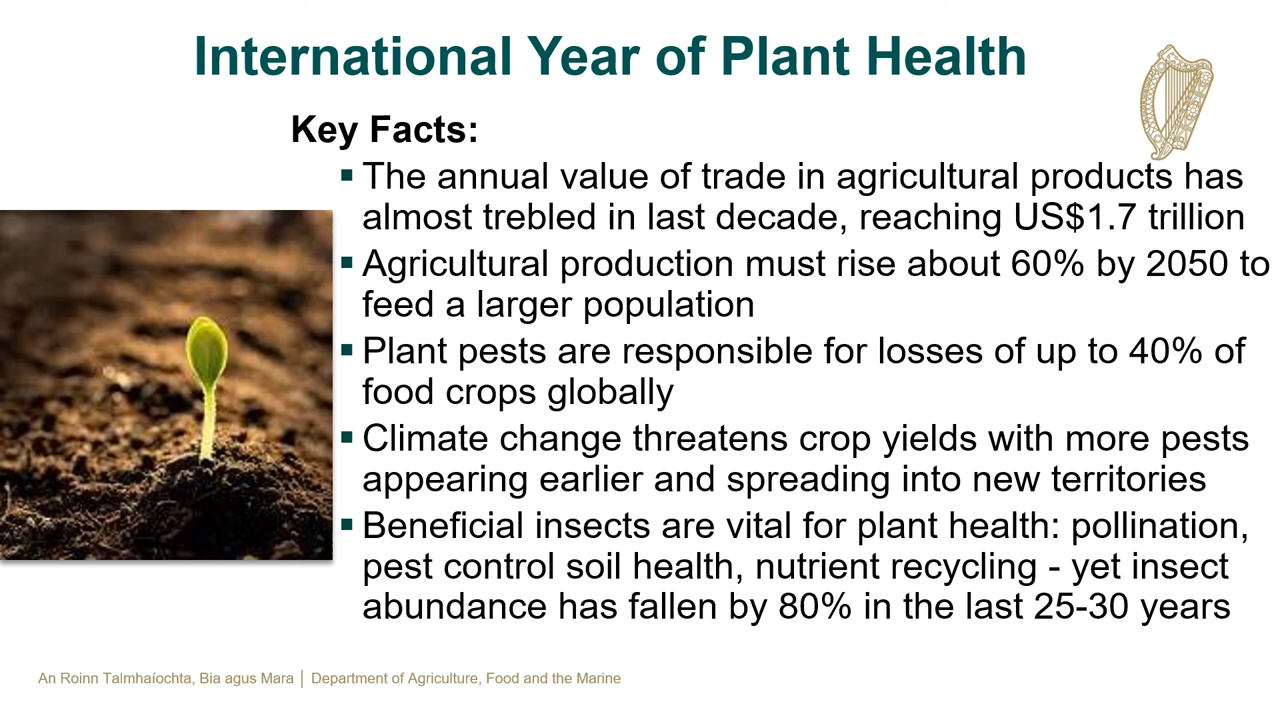 International Year of Plant Health
Key Facts:
▪ The annual value of trade in agricultural products has
almost trebled in last decade, reaching US$1.7 trillion
▪ Agricultural production must rise about 60% by 2050 to
feed a larger population
▪ Plant pests are responsible for losses of up to 40% of
food crops globally
▪ Climate change threatens crop yields with more pests
appearing earlier and spreading into new territories
▪ Beneficial insects are vital for plant health: pollination,
pest control soil health, nutrient recycling - yet insect
abundance has fallen by 80% in the last 25-30 years
An Roinn Talmhaíochta, Bia agus Mara | Department of Agriculture, Food and the Marine